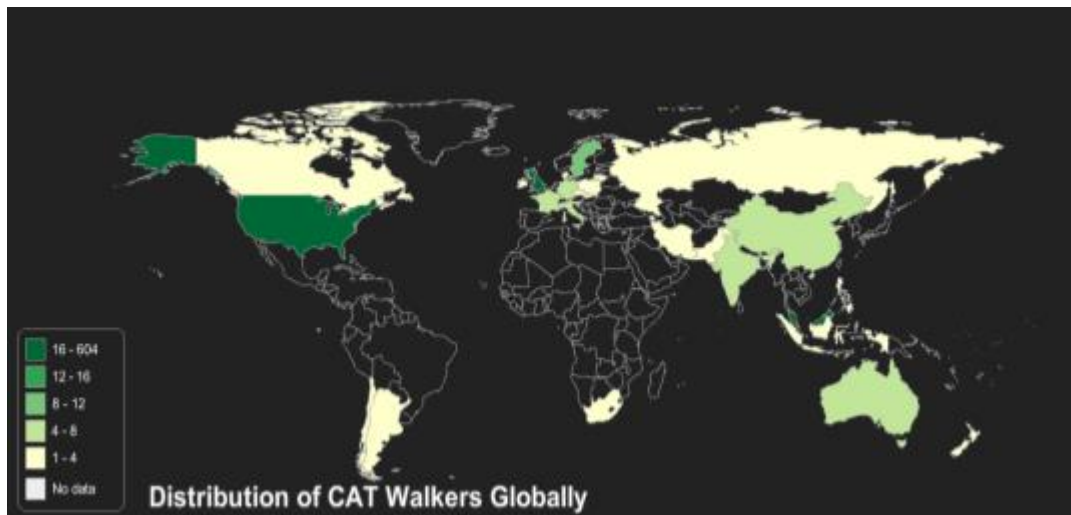 16 - 604
12 - 16
8 - 12
4 - 8
1 - 4
No data
Distribution of CAT Walkers Globally